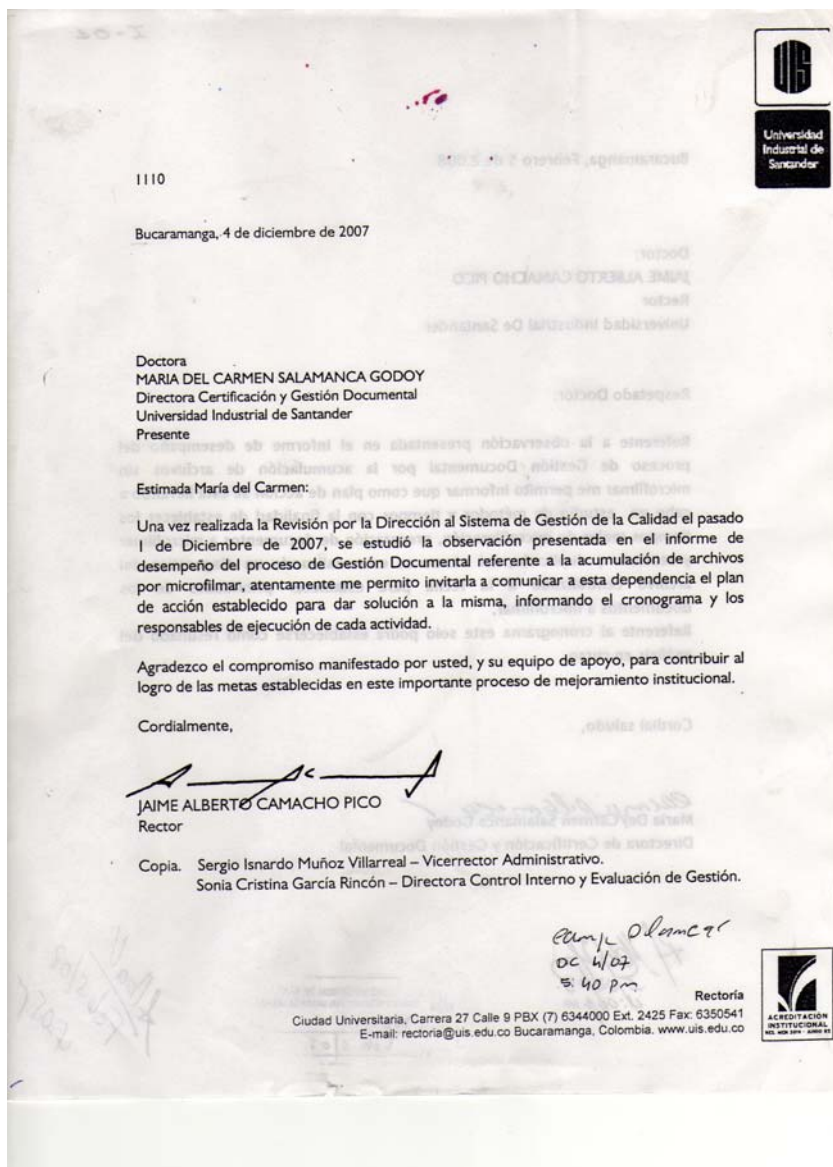 UIS
Universidad
Industrial de
Santander
1110
Bucaramanga, 4 de diciembre de 2007
Doctora
MARIA DEL CARMEN SALAMANCA GODOY
Directora Certificación y Gestión Documental
Universidad Industrial de Santander
Presente
Estimada María del Carmen:
Una vez realizada la Revisión por la Dirección al Sistema de Gestión de la Calidad el pasado
1 de Diciembre de 2007, se estudió la observación presentada en el informe de
desempeño del proceso de Gestión Documental referente a la acumulación de archivos
por microfilmar, atentamente me permito invitarla a comunicar a esta dependencia el plan
de acción establecido para dar solución a la misma, informando el cronograma y los
responsables de ejecución de cada actividad.
Agradezco el compromiso manifestado por usted, y su equipo de apoyo, para contribuir al
logro de las metas establecidas en este importante proceso de mejoramiento institucional.
Cordialmente,
JAIME ALBERTO CAMACHO PICO
Rector
Copia. Sergio Isnardo Muñoz Villarreal – Vicerrector Administrativo.
Sonia Cristina García Rincón – Directora Control Interno y Evaluación de Gestión.
DC 4/07
5:40 pm
Rectoría
Ciudad Universitaria, Carrera 27 Calle 9 PBX (7) 6344000 Ext. 2425 Fax: 6350541
E-mail: rectoria@uis.edu.co Bucaramanga, Colombia. www.uis.edu.co
ACREDITACIÓN
INSTITUCIONAL